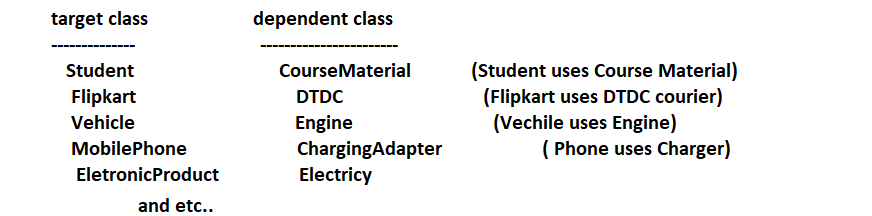 target class dependent class
-------------- -----------------------
Student CourseMaterial (Student uses Course Material)
Flipkart DTDC (Flipkart uses DTDC courier)
Vehicle Engine (Vechile uses Engine)
MobilePhone ChargingAdapter ( Phone uses Charger)
EletronicProduct Electricy
and etc..